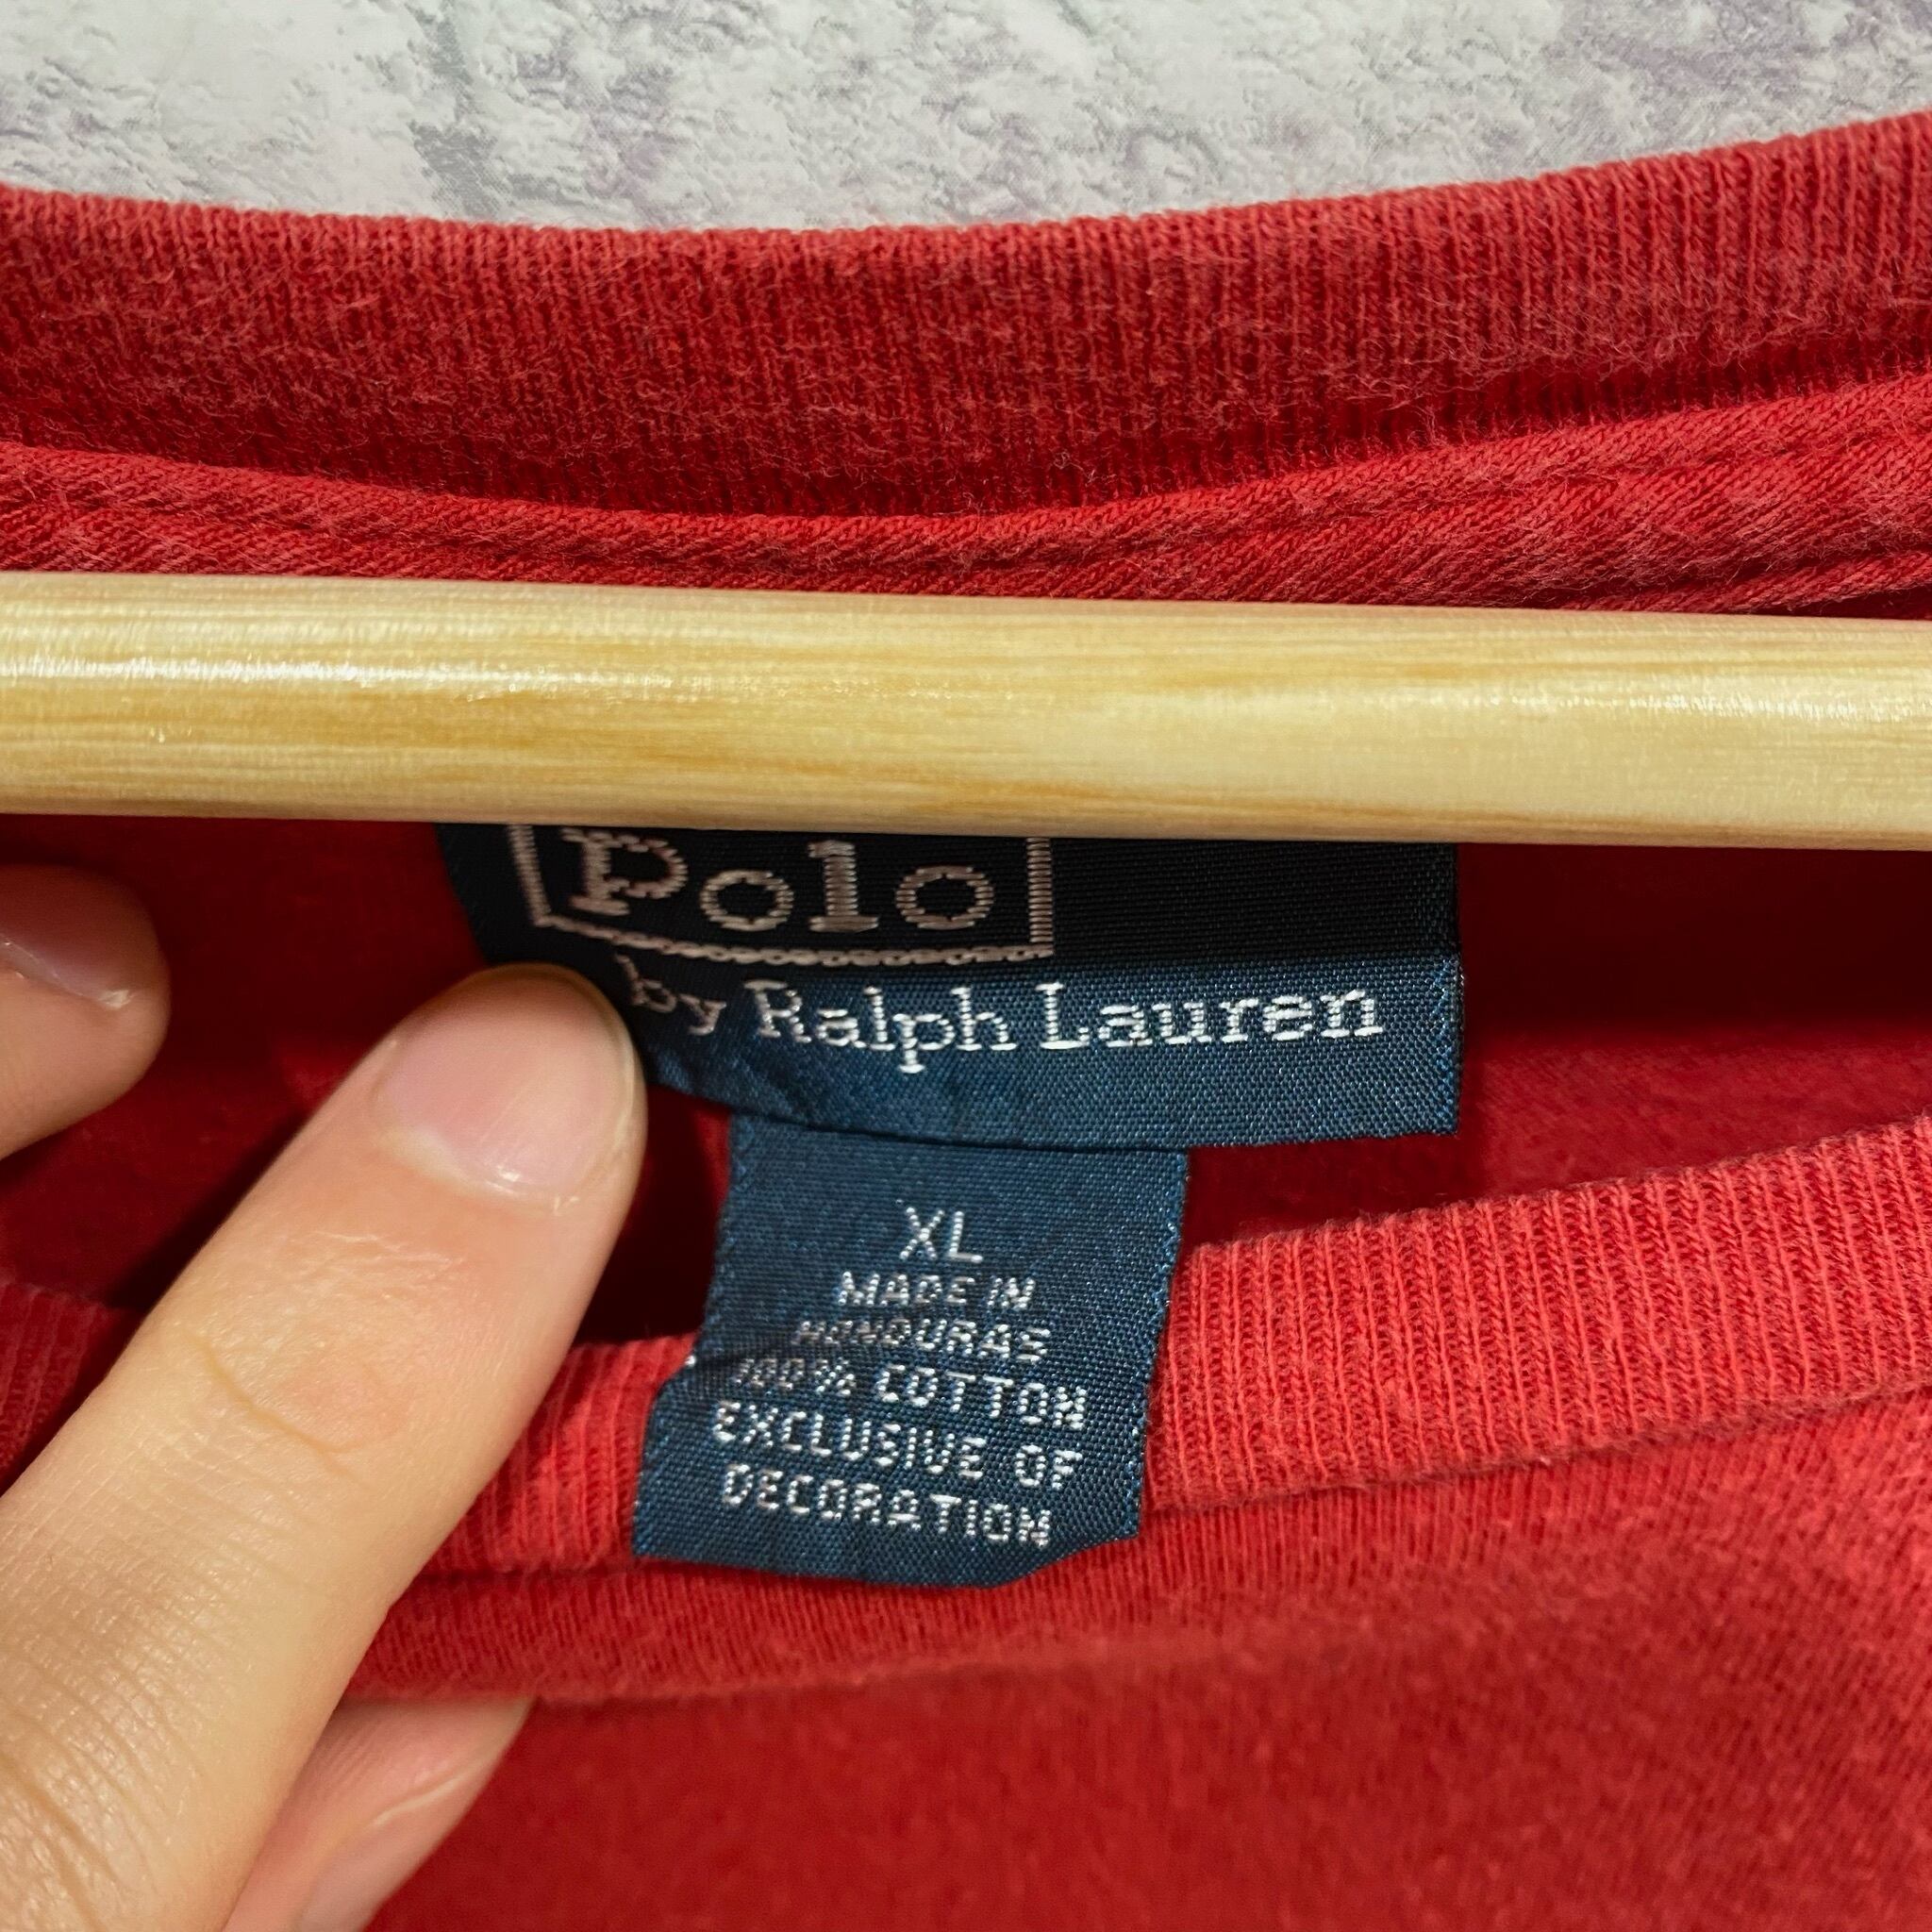 Polo
by Ralph Lauren
XL
MADE IN
HONDURAS
100% COTTON
EXCLUSIVE OF
DECORATION